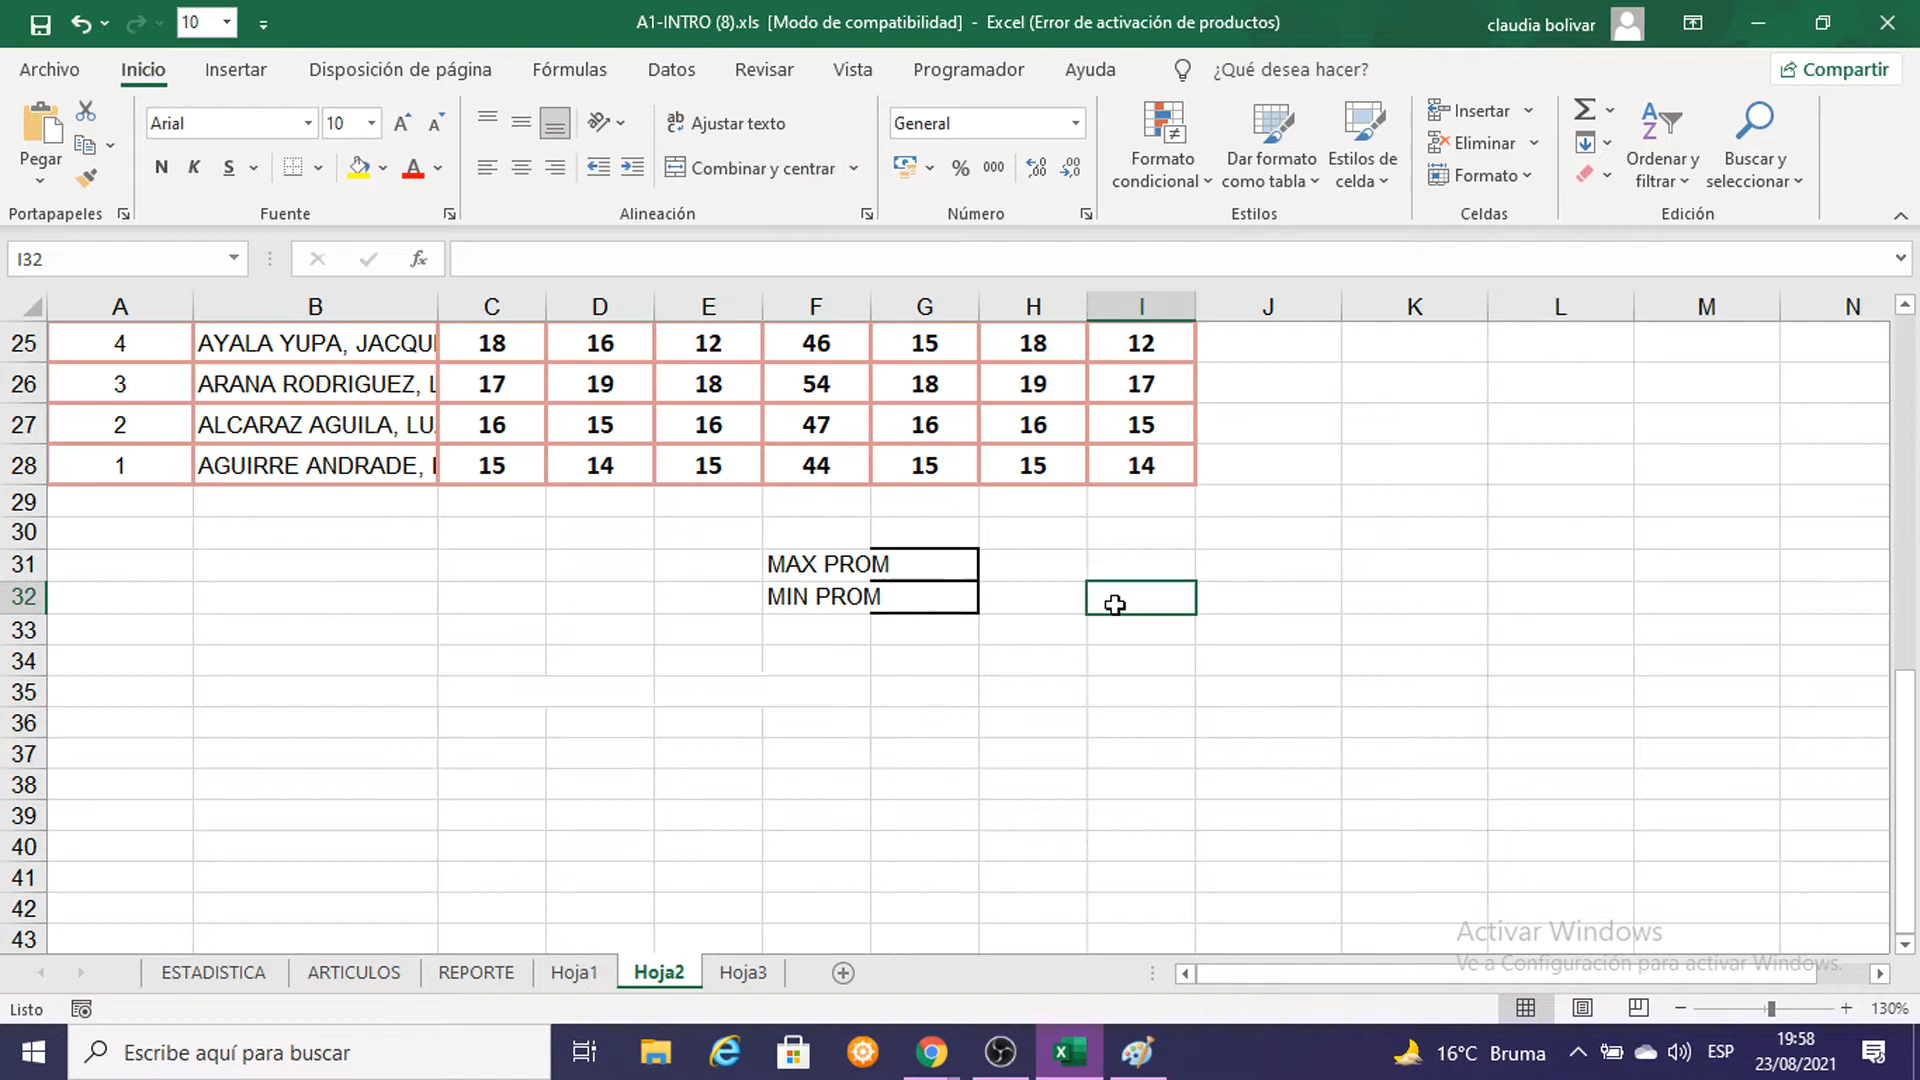 10
A1-INTRO (8).xls [Modo de compatibilidad] - Excel (Error de activación de productos)
claudia bolivar
Archivo Inicio Insertar Disposición de página Fórmulas Datos Revisar Vista Programador Ayuda ¿Qué desea hacer? Compartir
Pegar
Arial 10
N K S
Ajustar texto
Combinar y centrar
General
% 000
Formato condicional
Dar formato como tabla
Estilos de celda
Insertar
Eliminar
Formato
Ordenar y filtrar
Buscar y seleccionar
Portapapeles Fuente Alineación Número Estilos Celdas Edición
I32 fx
A B C D E F G H I J K L M N
25 4 AYALA YUPA, JACQU 18 16 12 46 15 18 12
26 3 ARANA RODRIGUEZ, L 17 19 18 54 18 19 17
27 2 ALCARAZ AGUILA, LU 16 15 16 47 16 16 15
28 1 AGUIRRE ANDRADE, 15 14 15 44 15 15 14
29
30
31 MAX PROM
32 MIN PROM
33
34
35
36
37
38
39
40
41
42
43
Activar Windows
Ve a Configuración para activar Windows.
ESTADISTICA ARTICULOS REPORTE Hoja1 Hoja2 Hoja3
Listo 130%
Escribe aquí para buscar
16°C Bruma ESP
19:58
23/08/2021